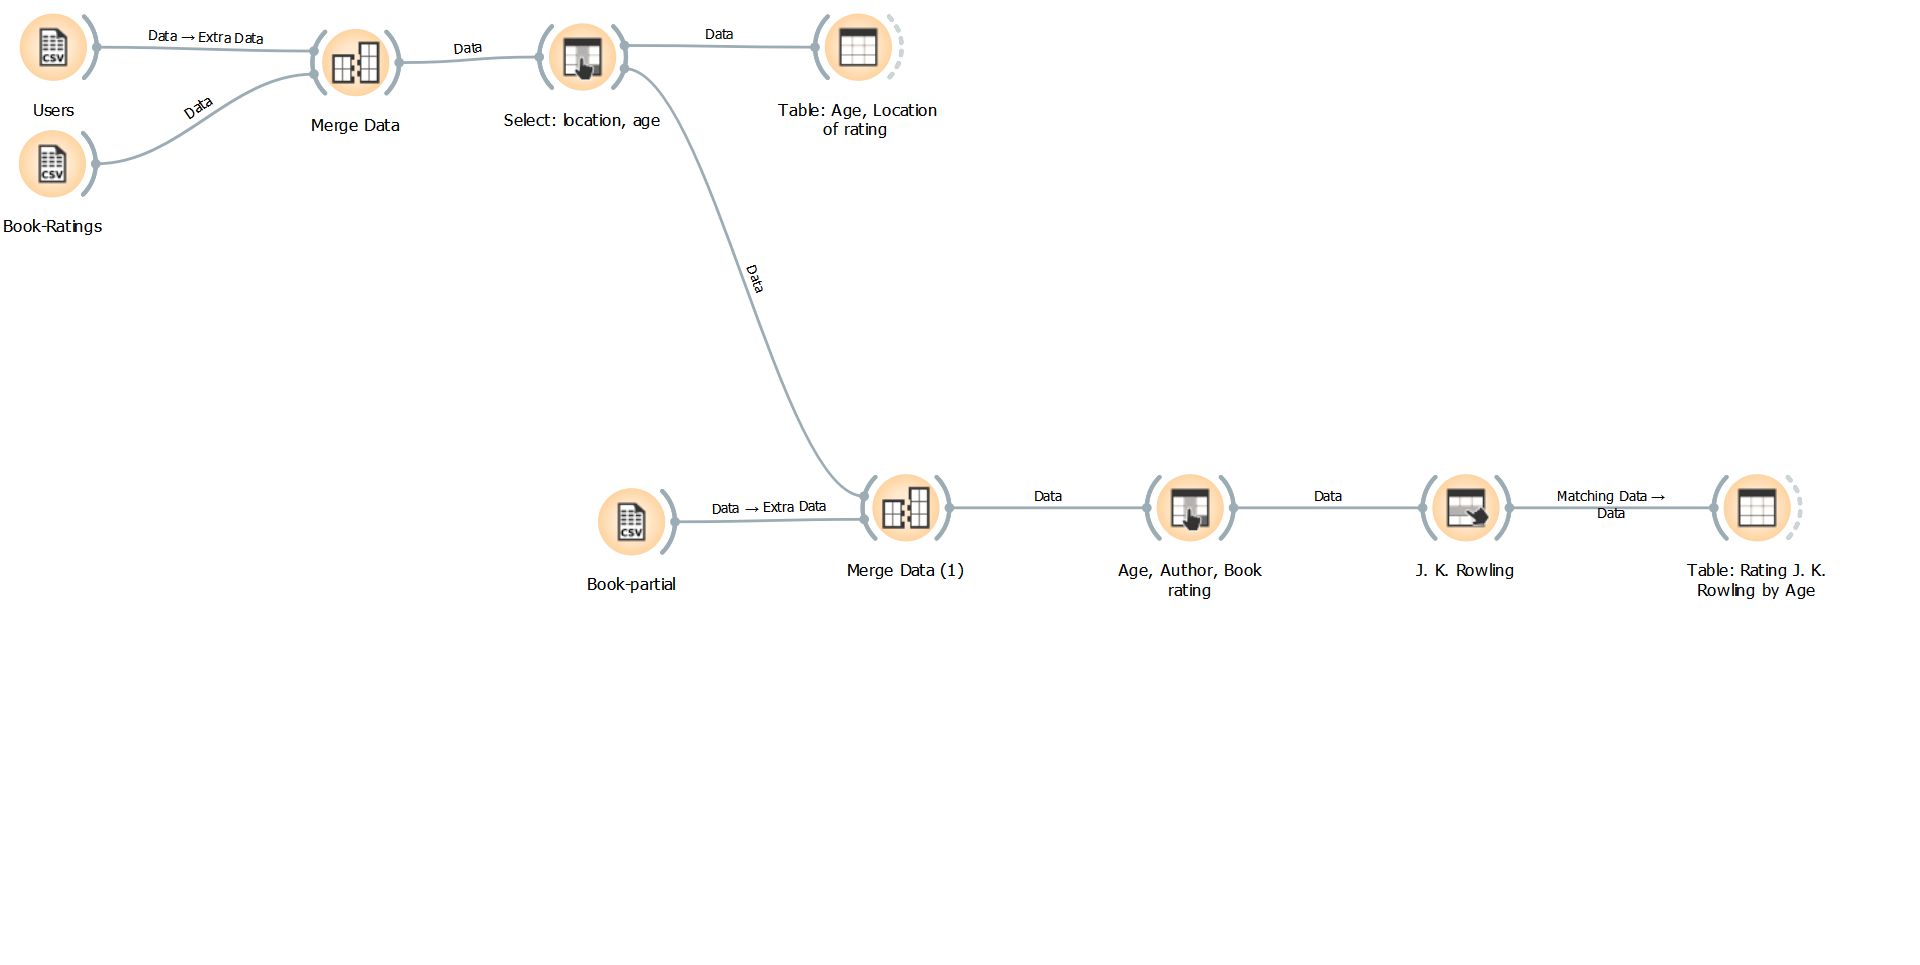 Data → Extra Data
Data
Data
CSV
Users
Merge Data
Select: location, age
Table: Age, Location
of rating
Data
CSV
Book-Ratings
Data
Data → Extra Data
Data
Data
Matching Data →
Data
CSV
Book-partial
Merge Data (1)
Age, Author, Book
rating
J. K. Rowling
Table: Rating J. K.
Rowling by Age